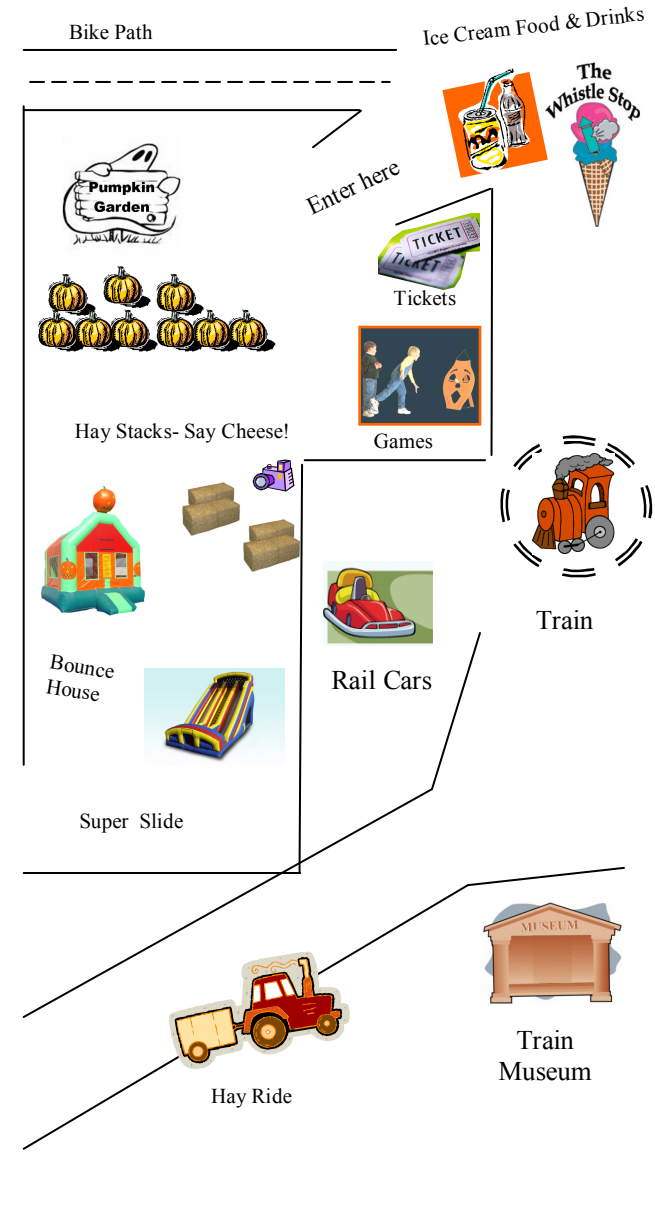 Bike Path
Ice Cream Food & Drinks
The
Whistle Stop
Pumpkin
Garden
Enter here
TICKET
TICKET
Tickets
Games
Hay Stacks- Say Cheese!
Train
Bounce
House
Rail Cars
Super Slide
MUSEUM
Train
Museum
Hay Ride